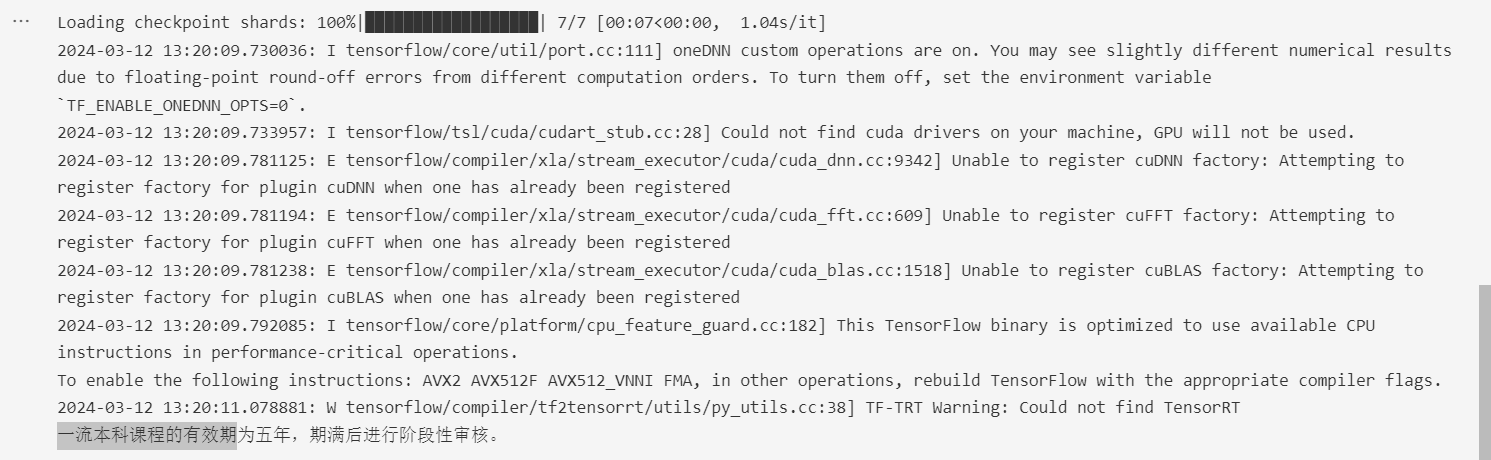 Loading checkpoint shards: 100%|██████████████████| 7/7 [00:07<00:00,  1.04s/it]
2024-03-12 13:20:09.730036: I tensorflow/core/util/port.cc:111] oneDNN custom operations are on. You may see slightly different numerical results
due to floating-point round-off errors from different computation orders. To turn them off, set the environment variable
`TF_ENABLE_ONEDNN_OPTS=0`.
2024-03-12 13:20:09.733957: I tensorflow/tsl/cuda/cudart_stub.cc:28] Could not find cuda drivers on your machine, GPU will not be used.
2024-03-12 13:20:09.781125: E tensorflow/compiler/xla/stream_executor/cuda/cuda_dnn.cc:9342] Unable to register cuDNN factory: Attempting to
register factory for plugin cuDNN when one has already been registered
2024-03-12 13:20:09.781194: E tensorflow/compiler/xla/stream_executor/cuda/cuda_fft.cc:609] Unable to register cuFFT factory: Attempting to
register factory for plugin cuFFT when one has already been registered
2024-03-12 13:20:09.781238: E tensorflow/compiler/xla/stream_executor/cuda/cuda_blas.cc:1518] Unable to register cuBLAS factory: Attempting to
register factory for plugin cuBLAS when one has already been registered
2024-03-12 13:20:09.792085: I tensorflow/core/platform/cpu_feature_guard.cc:182] This TensorFlow binary is optimized to use available CPU
instructions in performance-critical operations.
To enable the following instructions: AVX2 AVX512F AVX512_VNNI FMA, in other operations, rebuild TensorFlow with the appropriate compiler flags.
2024-03-12 13:20:11.078881: W tensorflow/compiler/tf2tensorrt/utils/py_utils.cc:38] TF-TRT Warning: Could not find TensorRT
一流本科课程的有效期为五年，期满后进行阶段性审核。